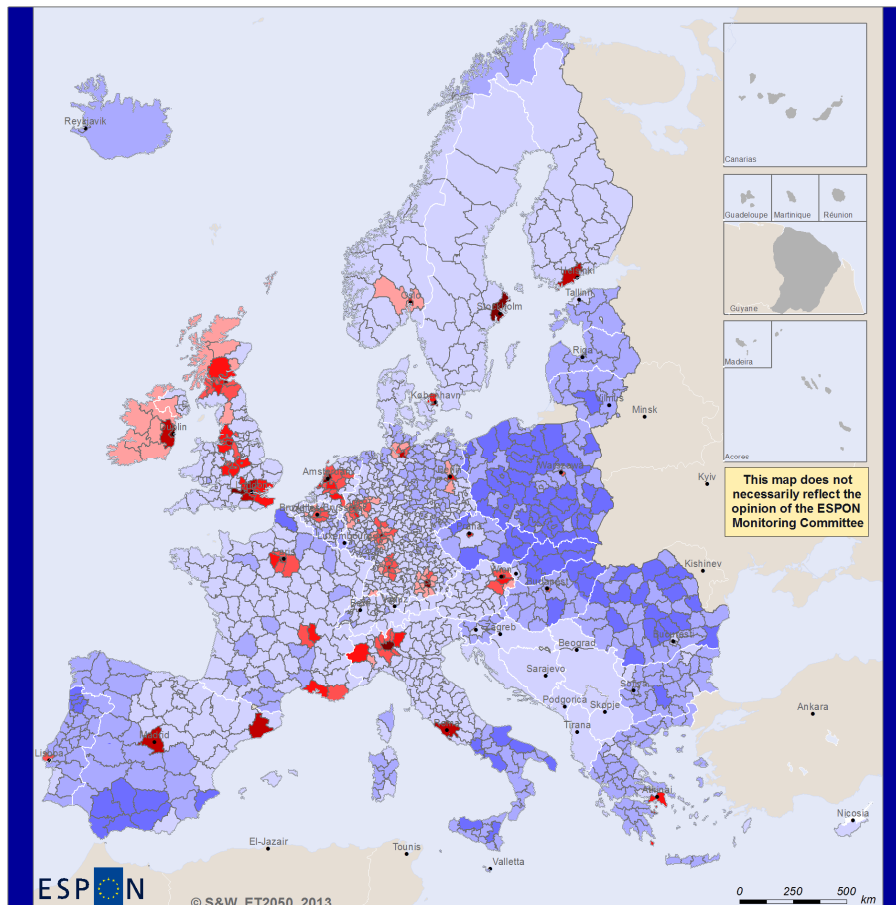 Canarias
Reykjavik
Guadeloupe
Martinique
Réunion
Guyane
Helsinki
Tallinn
Oslo
Stockholm
Madeira
Riga
København
Vilnius
Minsk
Dublin
Acores
This map does not
necessarily reflect the
opinion of the ESPON
Monitoring Committee
Berlin
Warszawa
Kyiv
London
Praha
Paris
Kishinev
Budapest
Zagreb
Bucuresti
Beograd
Sarajevo
Sofiya
Podgorica
Skopje
Ankara
Tirana
Roma
Madrid
Lisboa
Athinai
Nicosia
El-Jazair
Tounis
Valletta
ESPON
© S&W, ET2050, 2013
0 250 500
km